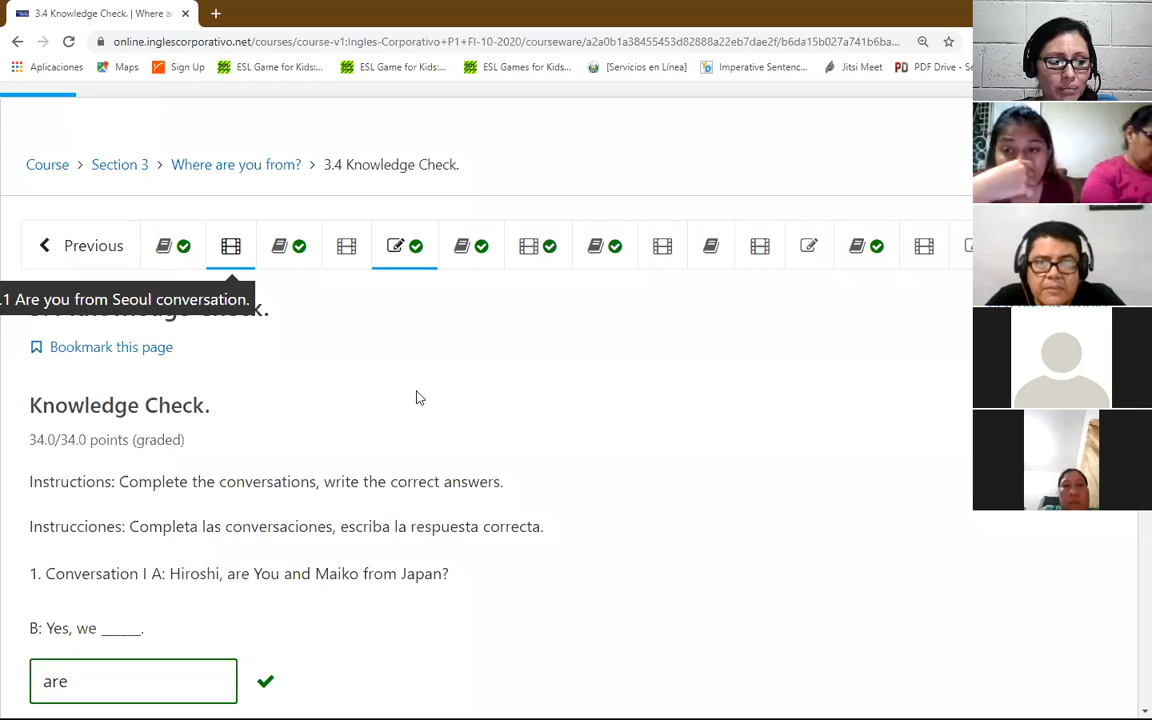 3.4 Knowledge Check. | Where a
online.inglescorporativo.net/courses/course-v1:Ingles-Corporativo+P1+FI-10-2020/courseware/a2a0b1a38455453d82888a22eb7dae2f/b6da15b027a741b6ba...
Aplicaciones Maps Sign Up ESL Game for Kids:... ESL Game for Kids:... ESL Games for Kids:... [Servicios en Línea] Imperative Sentenc... Jitsi Meet PDF Drive - Se
Course > Section 3 > Where are you from? > 3.4 Knowledge Check.
Previous
.1 Are you from Seoul conversation.
Bookmark this page
Knowledge Check.
34.0/34.0 points (graded)
Instructions: Complete the conversations, write the correct answers.
Instrucciones: Completa las conversaciones, escriba la respuesta correcta.
1. Conversation I A: Hiroshi, are You and Maiko from Japan?
B: Yes, we ______.
are